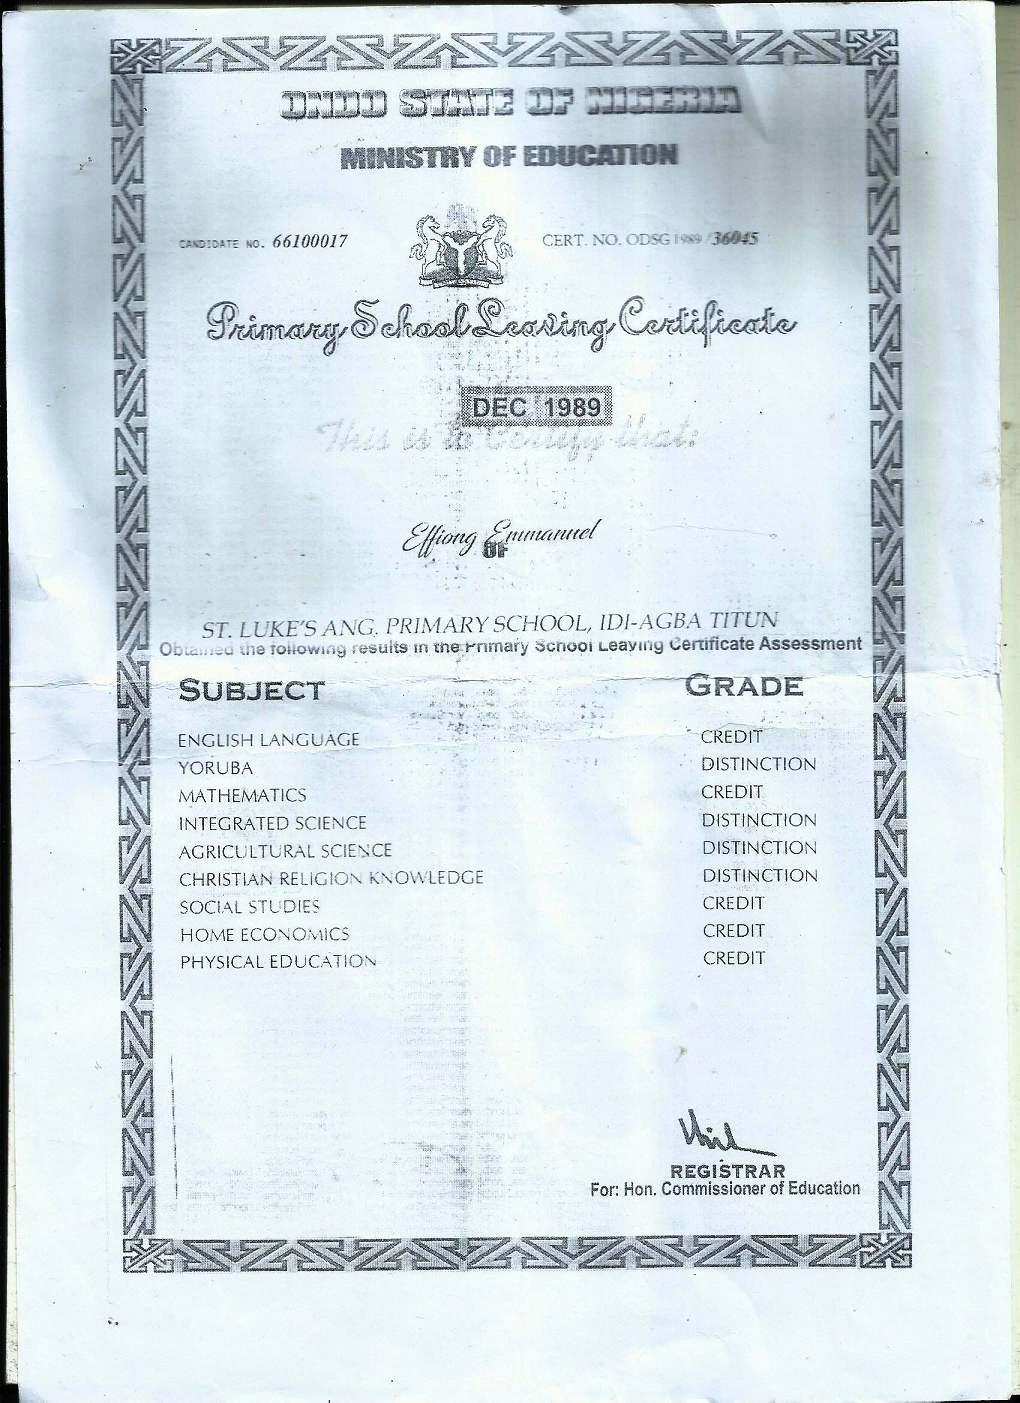 ONDO STATE OF NIGERIA
MINISTRY OF EDUCATION
CANDIDATE NO. 66100017
CERT. NO. ODSG 1989 / 36045
Primary School Leaving Certificate
DEC 1989
This is to Certify that:
Effiong Emmanuel
OF
ST. LUKE'S ANG. PRIMARY SCHOOL, IDI-AGBA TITUN
Obtained the following results in the Primary School Leaving Certificate Assessment
SUBJECT GRADE
ENGLISH LANGUAGE CREDIT
YORUBA DISTINCTION
MATHEMATICS CREDIT
INTEGRATED SCIENCE DISTINCTION
AGRICULTURAL SCIENCE DISTINCTION
CHRISTIAN RELIGION KNOWLEDGE DISTINCTION
SOCIAL STUDIES CREDIT
HOME ECONOMICS CREDIT
PHYSICAL EDUCATION CREDIT
REGISTRAR
For: Hon. Commissioner of Education